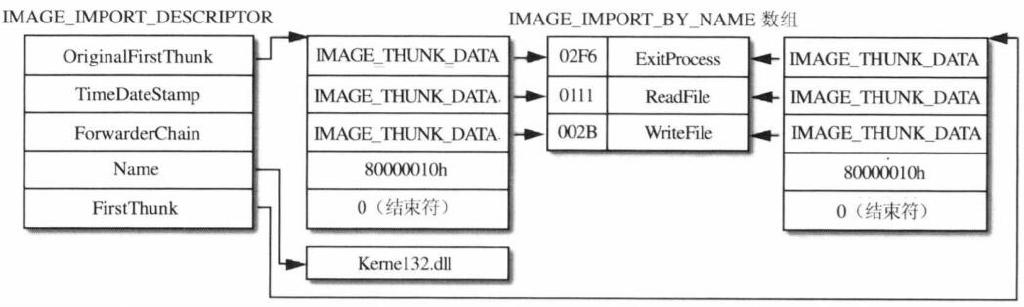 IMAGE_IMPORT_DESCRIPTOR
OriginalFirstThunk
TimeDateStamp
ForwarderChain
Name
FirstThunk
IMAGE_THUNK_DATA
IMAGE_THUNK_DATA.
IMAGE_THUNK_DATA.
80000010h
0（结束符）
Kerne132.dll
IMAGE_IMPORT_BY_NAME 数组
02F6 ExitProcess
0111 ReadFile
002B WriteFile
IMAGE_THUNK_DATA
IMAGE_THUNK_DATA
IMAGE_THUNK_DATA
80000010h
0（结束符）